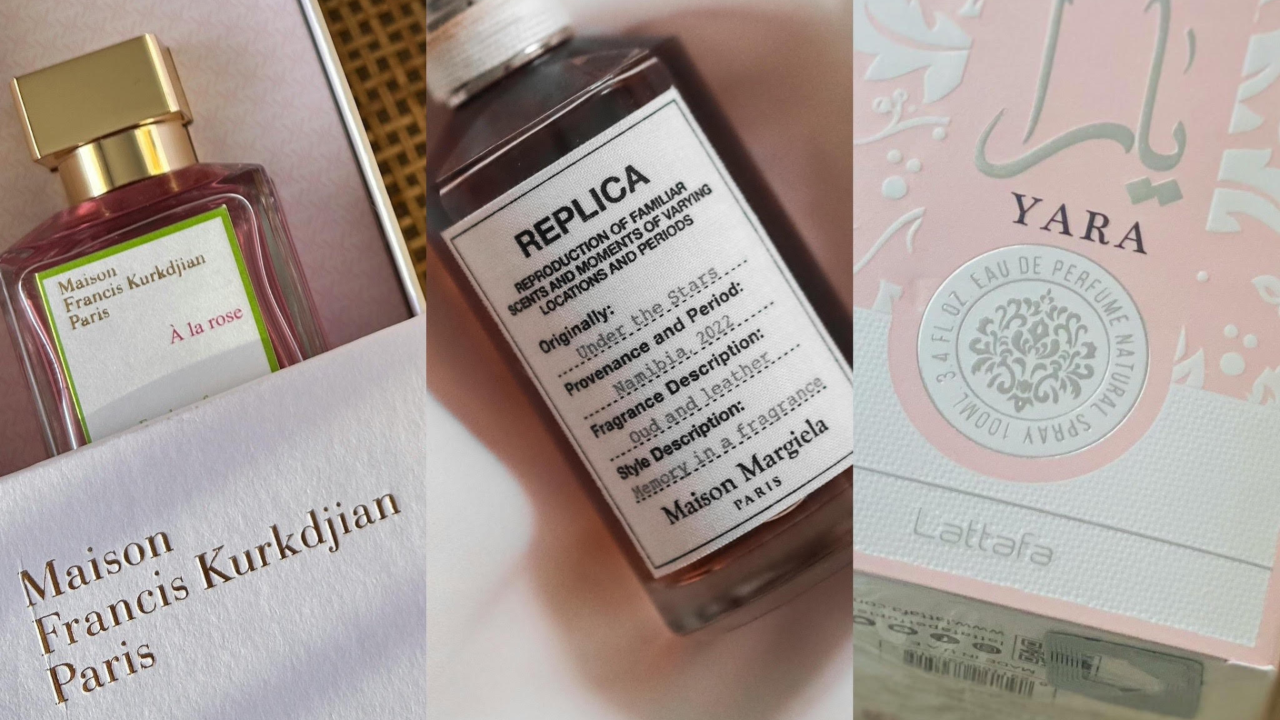 Maison
Francis Kurkdjian
Paris
À la rose
Maison
Francis Kurkdjian
Paris
REPLICA
REPRODUCTION OF FAMILIAR
SCENTS AND MOMENTS OF VARYING
LOCATIONS AND PERIODS
Originally:
Under the Stars
Provenance and Period:
Namibia, 2022
Fragrance Description:
Oud and leather
Style Description:
Memory in a fragrance
Maison Margiela
PARIS
يارا
YARA
3.4 FL OZ EAU DE PERFUME NATURAL SPRAY 100ML
Lattafa
MADE IN U.A.E